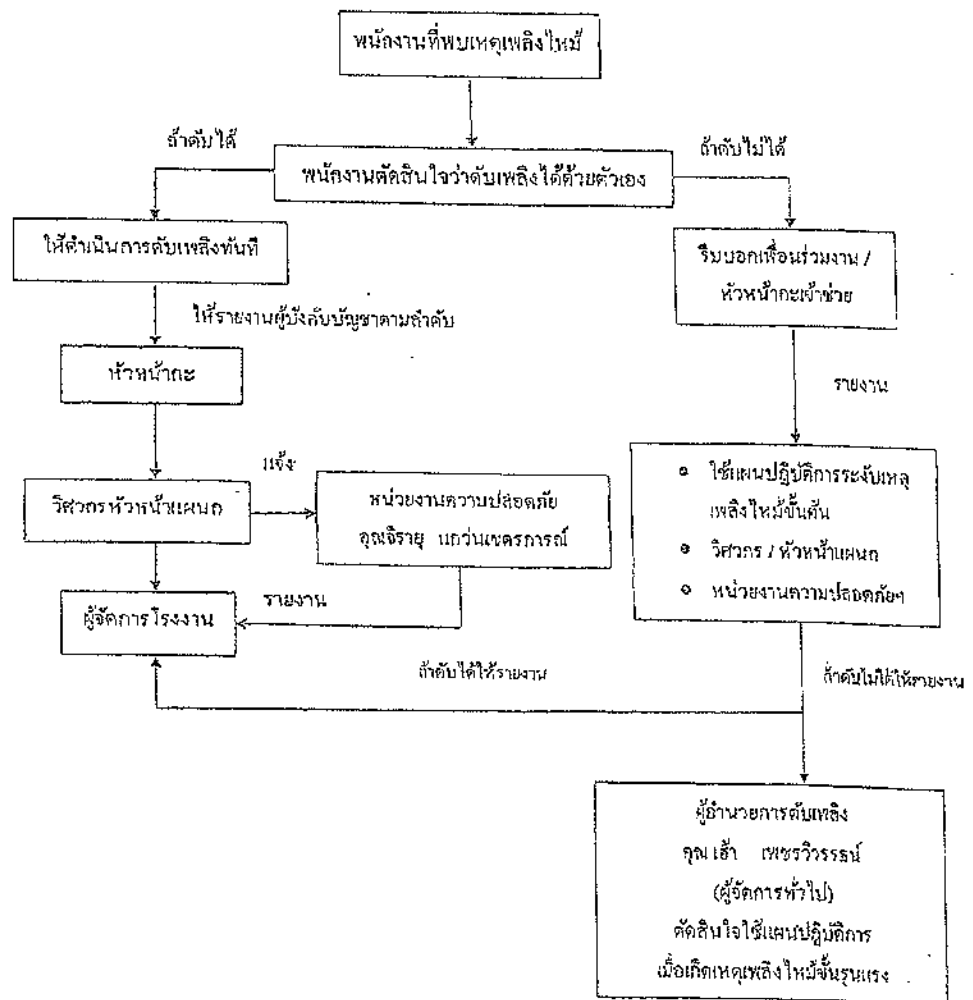 พนักงานที่พบเหตุเพลิงไหม้
ถ้าดับได้
ถ้าดับไม่ได้
พนักงานตัดสินใจว่าดับเพลิงได้ด้วยตัวเอง
ให้ดำเนินการดับเพลิงทันที
รีบบอกเพื่อนร่วมงาน /
หัวหน้ากะเข้าช่วย
ให้รายงานผู้บังคับบัญชาตามลำดับ
หัวหน้ากะ
รายงาน
แจ้ง
วิศวกรหัวหน้าแผนก
หน่วยงานความปลอดภัย
คุณจิรายุ
ใช้แผนปฏิบัติการระงับเหตุ
เพลิงไหม้ขั้นต้น
วิศวกร / หัวหน้าแผนก
หน่วยงานความปลอดภัยฯ
รายงาน
ผู้จัดการโรงงาน
ถ้าดับได้ให้รายงาน
ถ้าดับไม่ได้ให้รายงาน
ผู้อำนวยการดับเพลิง
คุณ เพชรวิวรรธน์
(ผู้จัดการทั่วไป)
ตัดสินใจใช้แผนปฏิบัติการ
เมื่อเกิดเหตุเพลิงไหม้ขั้นรุนแรง